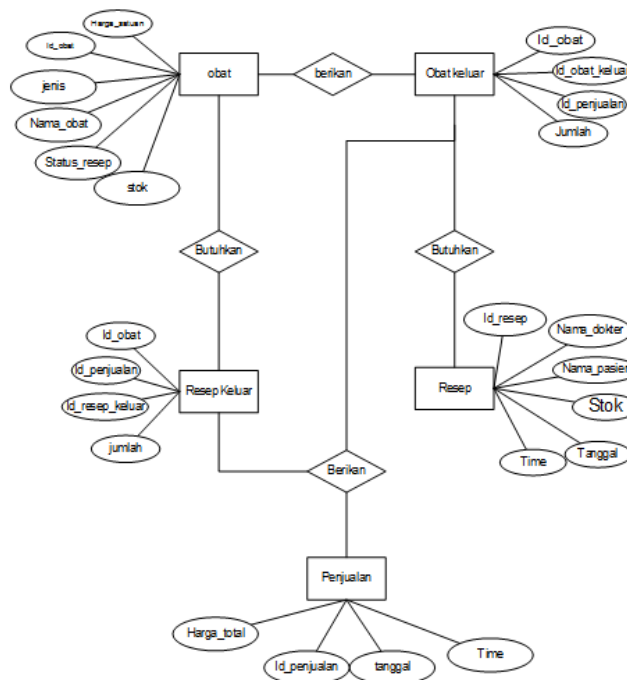 Harga_satuan
Id_obat
jenis
Nama_obat
Status_resep
stok
obat
berikan
Obat keluar
Id_obat
Id_obat_keluar
Id_penjualan
Jumlah
Butuhkan
Butuhkan
Id_obat
Id_penjualan
Id_resep_keluar
jumlah
Resep Keluar
Resep
Id_resep
Nama_dokter
Nama_pasien
Stok
Tanggal
Time
Berikan
Penjualan
Harga_total
Id_penjualan
tanggal
Time